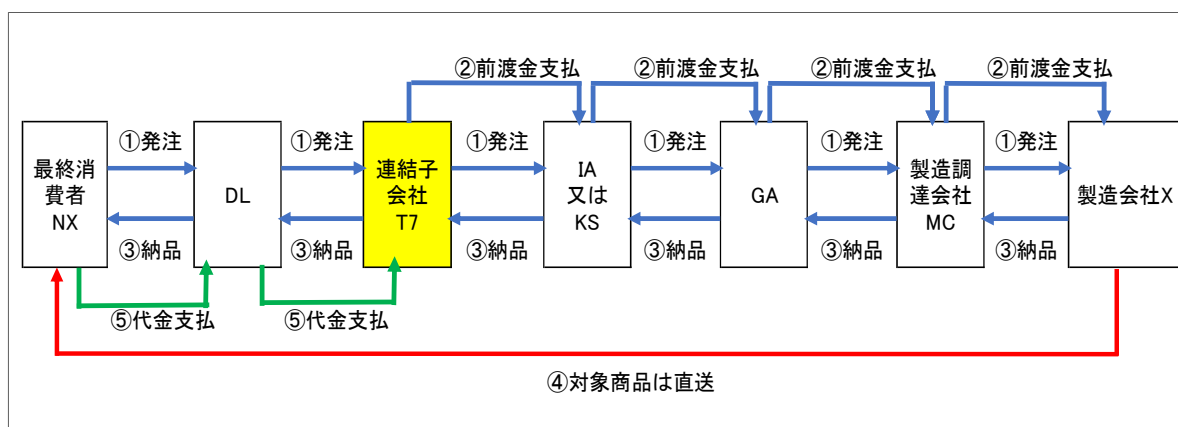 ②前渡金支払
②前渡金支払
②前渡金支払
②前渡金支払
最終消
費者
NX
①発注
DL
①発注
連結子
会社
T7
①発注
IA
又は
KS
①発注
GA
①発注
製造調
達会社
MC
①発注
製造会社X
③納品
③納品
③納品
③納品
③納品
③納品
⑤代金支払
⑤代金支払
④対象商品は直送